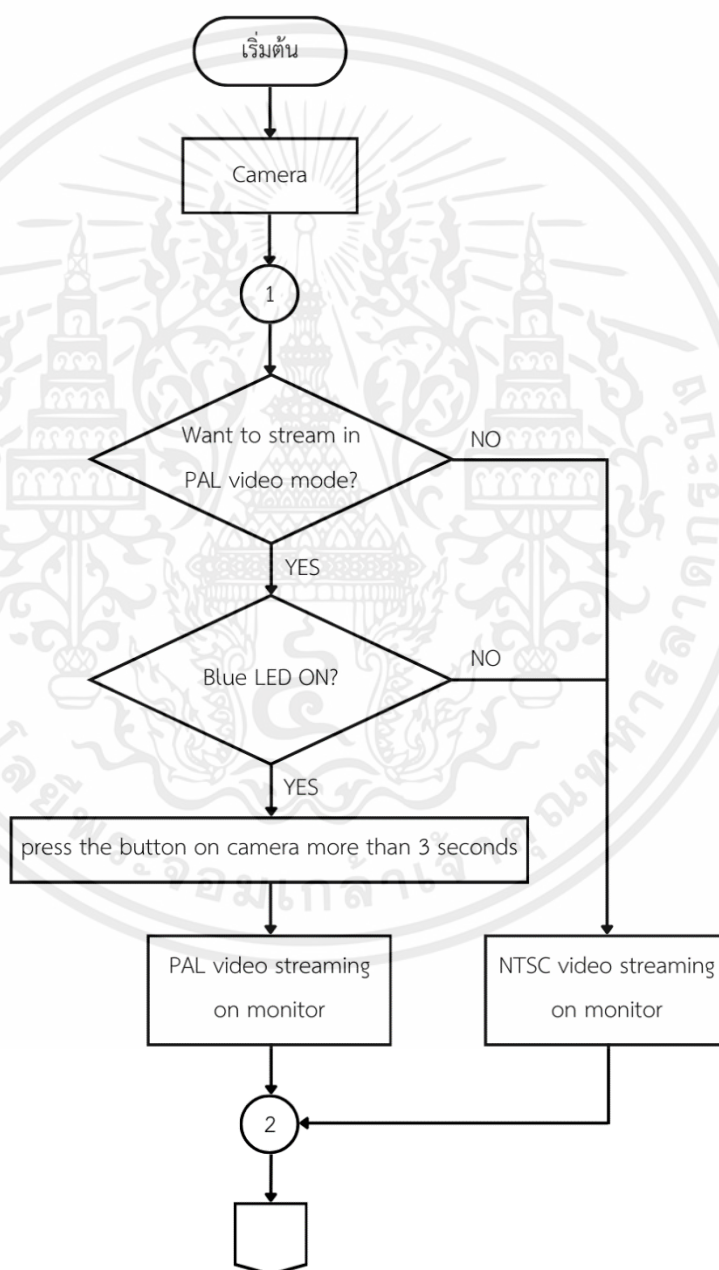 เริ่มต้น
Camera
1
Want to stream in
PAL video mode?
NO
YES
Blue LED ON?
NO
YES
press the button on camera more than 3 seconds
PAL video streaming
on monitor
NTSC video streaming
on monitor
2